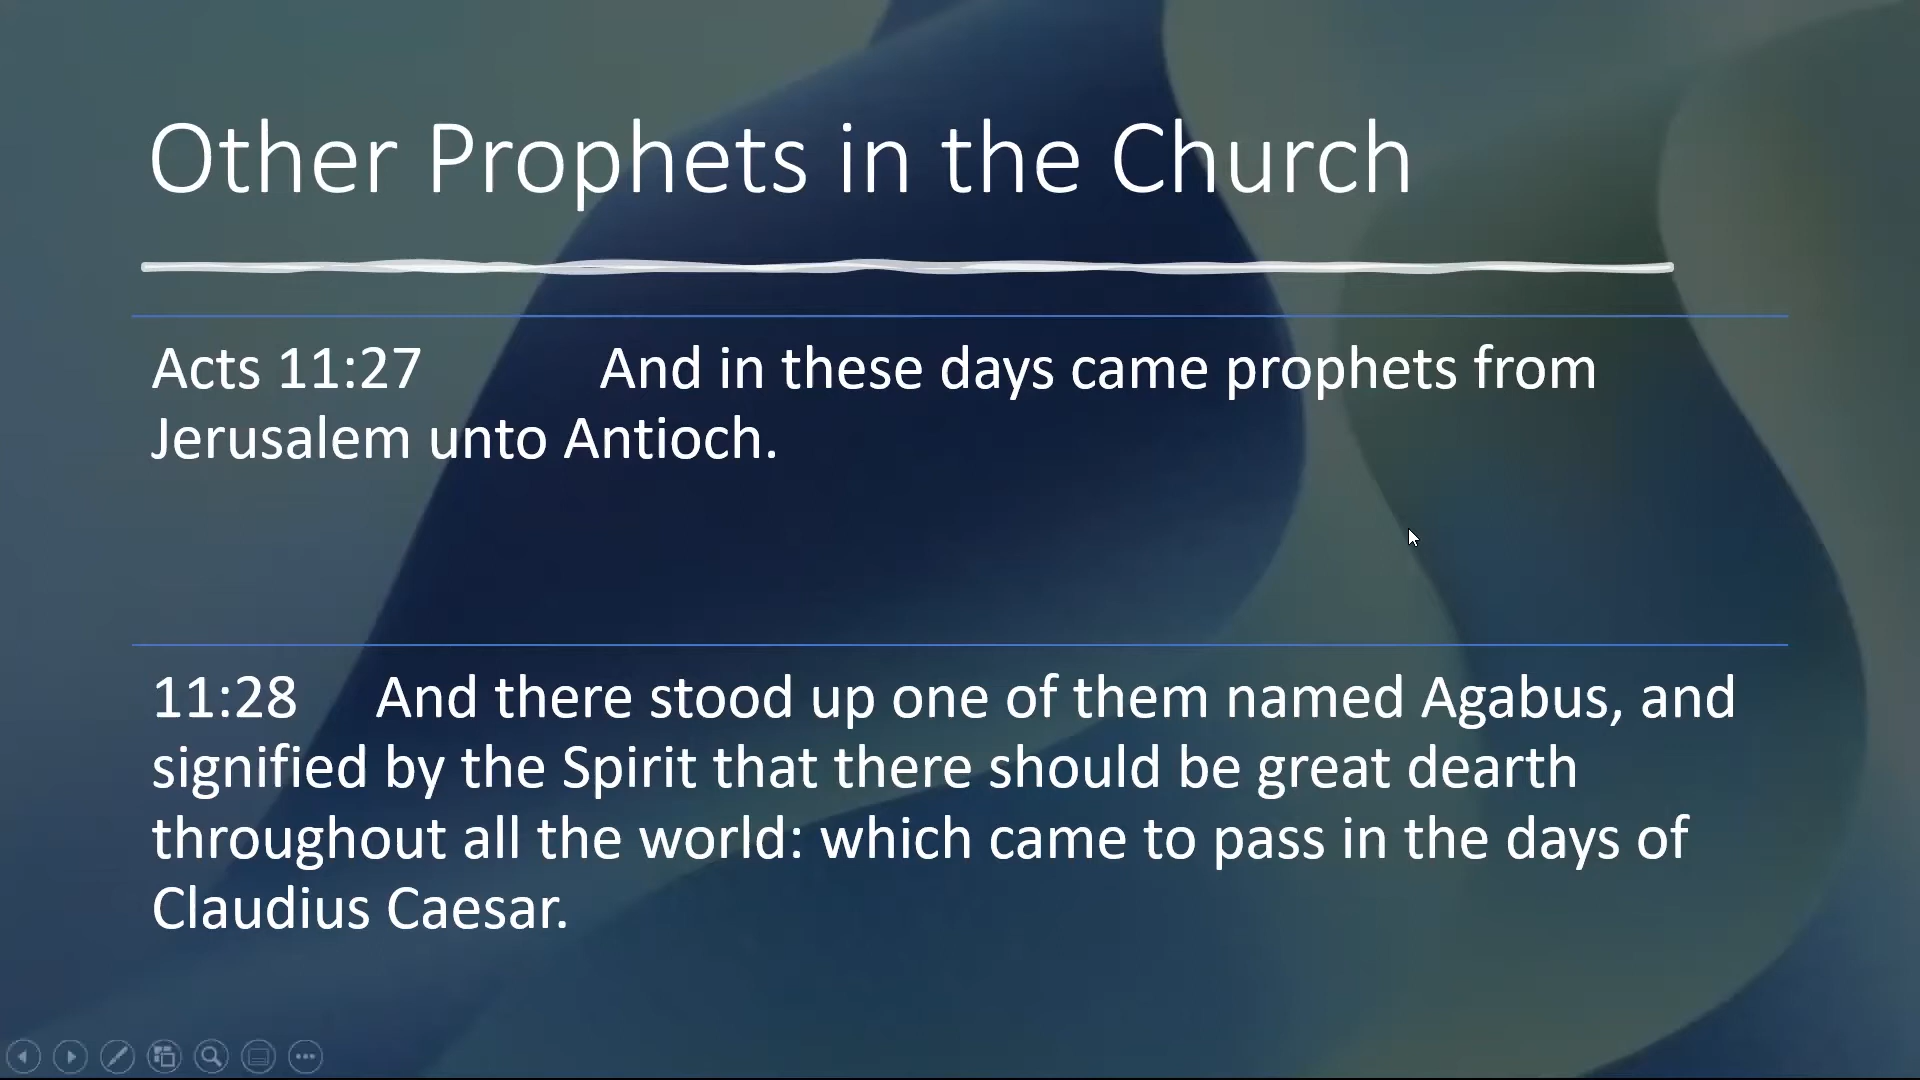 Other Prophets in the Church
Acts 11:27 And in these days came prophets from
Jerusalem unto Antioch.
11:28 And there stood up one of them named Agabus, and
signified by the Spirit that there should be great dearth
throughout all the world: which came to pass in the days of
Claudius Caesar.